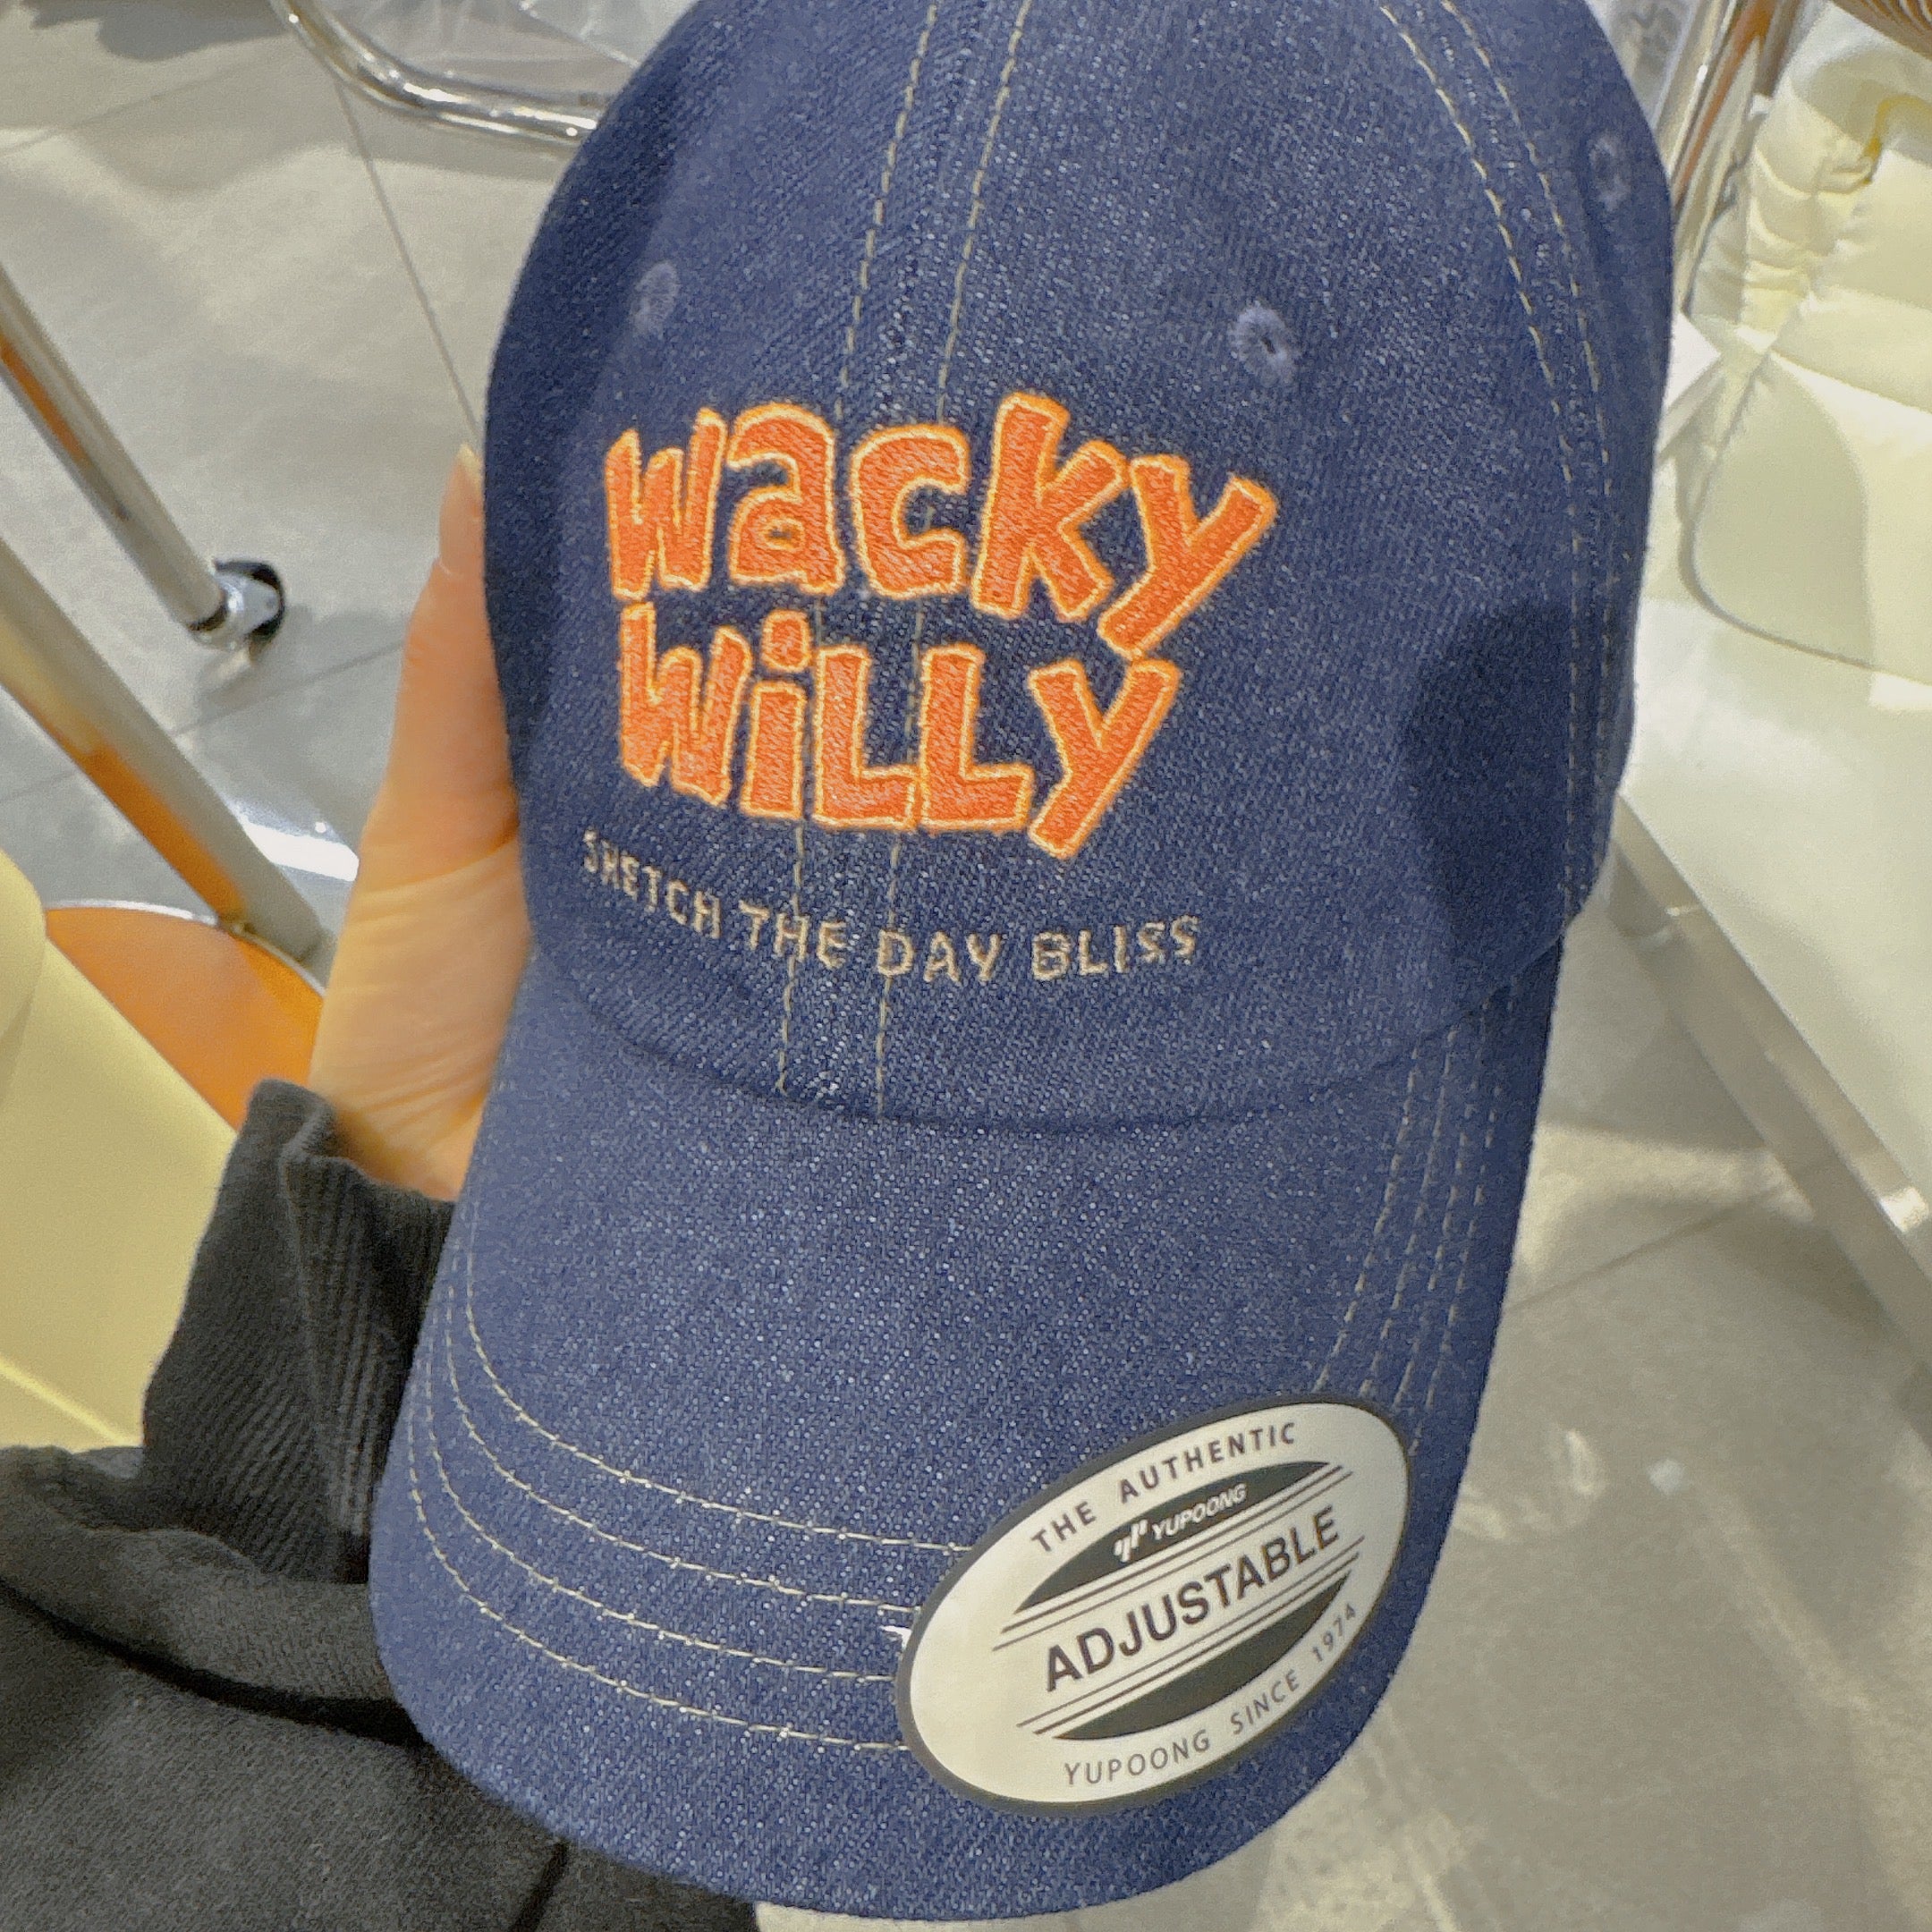 wacky
WiLLy
SKETCH THE DAY BLISS
THE AUTHENTIC
YUPOONG
ADJUSTABLE
YUPOONG SINCE 1974